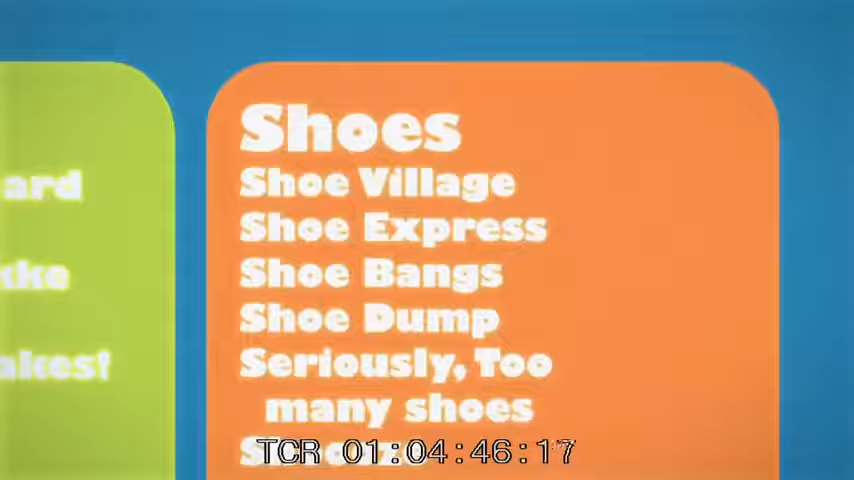 ard
akes!
Shoes
Shoe Village
Shoe Express
Shoe Bangs
Shoe Dump
Seriously, Too
many shoes
TCR 01:04:46:17